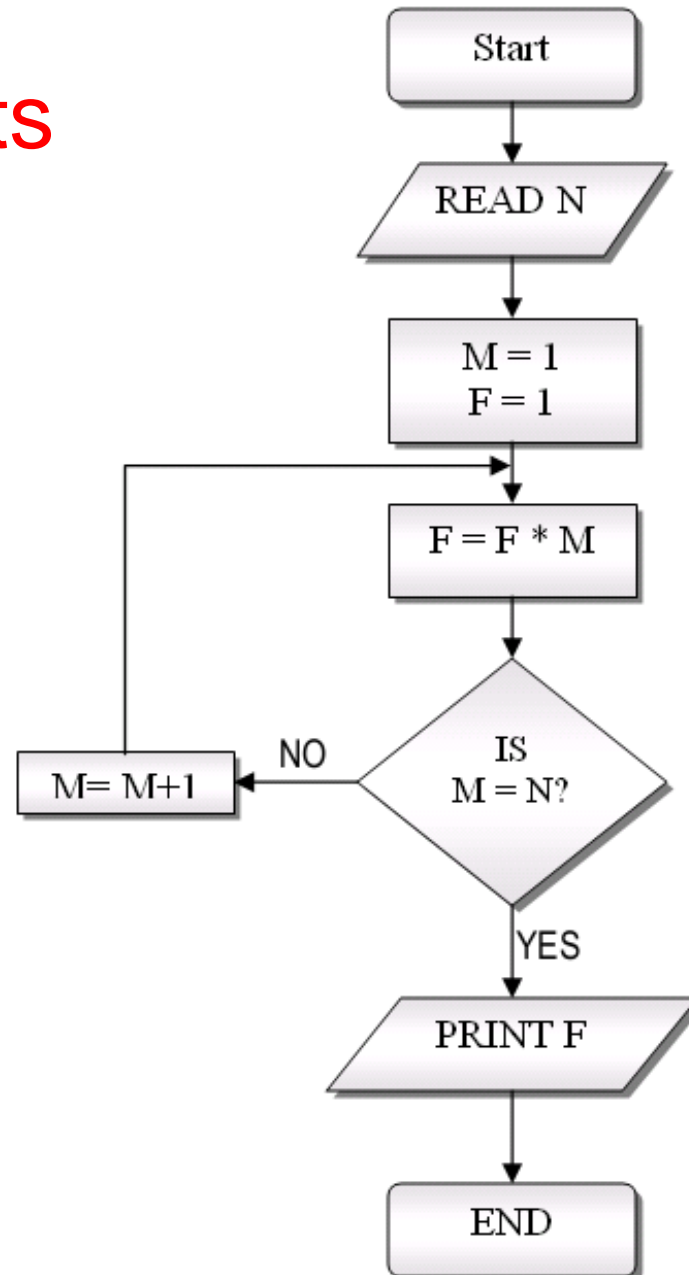 Start
ts
READ N
M = 1
F = 1
F = F * M
IS
M = N?
NO
M= M+1
YES
PRINT F
END